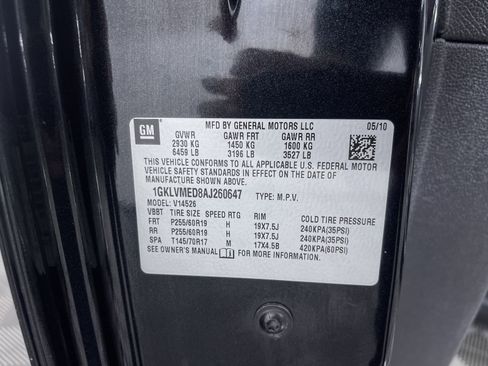 GM MFD BY GENERAL MOTORS LLC 05/10
GVWR GAWR FRT GAWR RR
2930 KG 1450 KG 1600 KG
6459 LB 3196 LB 3527 LB
THIS VEHICLE CONFORMS TO ALL APPLICABLE U.S. FEDERAL MOTOR
VEHICLE SAFETY STANDARDS IN EFFECT ON THE DATE OF
MANUFACTURE SHOWN ABOVE.
1GKLVMED8AJ260647 TYPE: M.P.V.
MODEL: V14526
VBBT TIRE SIZE SPEED RTG RIM COLD TIRE PRESSURE
FRT P255/60R19 H 19X7.5J 240KPA(35PSI)
RR P255/60R19 H 19X7.5J 240KPA(35PSI)
SPA T145/70R17 M 17X4.5B 420KPA(60PSI)
SEE OWNER'S MANUAL FOR MORE INFORMATION.